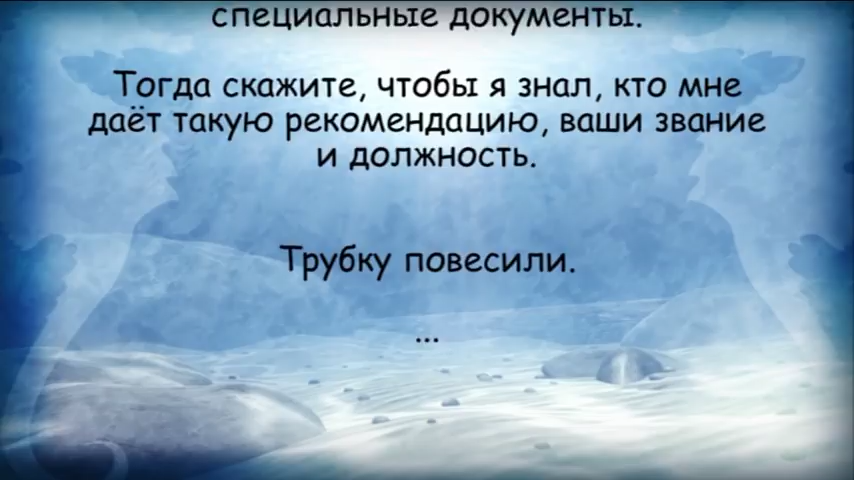 специальные документы.
Тогда скажите, чтобы я знал, кто мне
даёт такую рекомендацию, ваши звание
и должность.
Трубку повесили.
...